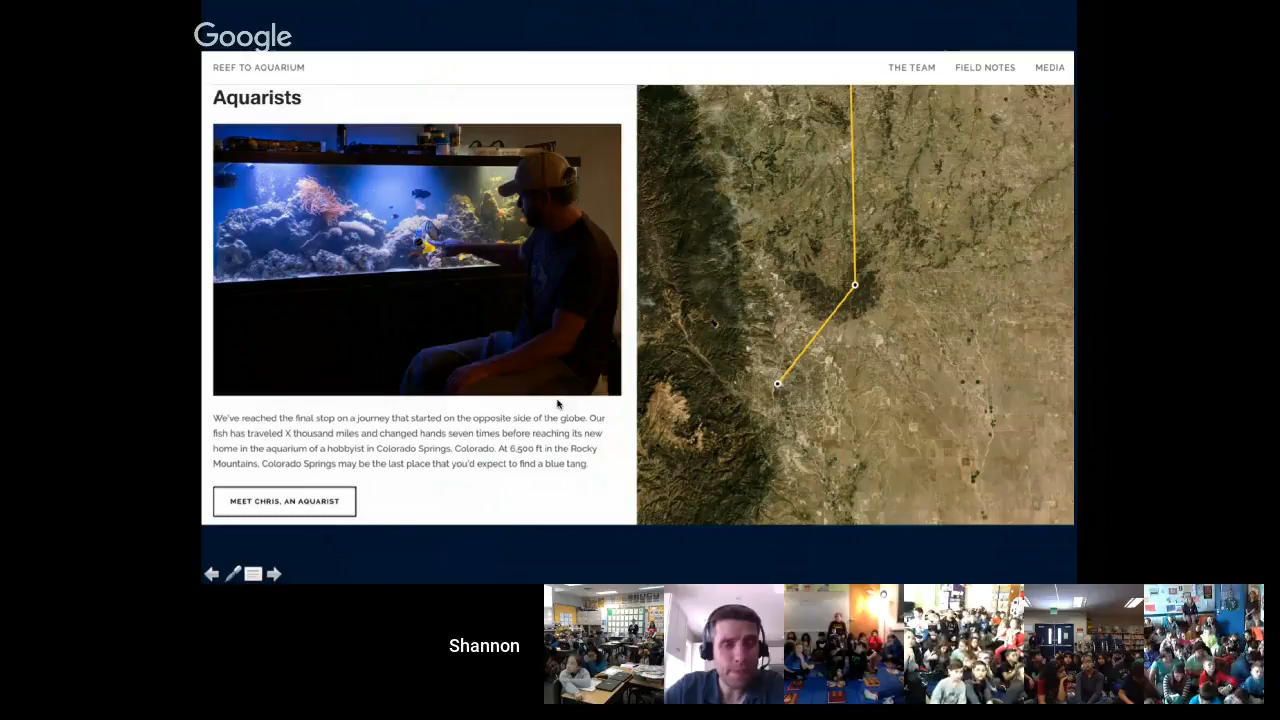 Google
REEF TO AQUARIUM
THE TEAM FIELD NOTES MEDIA
Aquarists
We've reached the final stop on a journey that started on the opposite side of the globe. Our
fish has traveled X thousand miles and changed hands seven times before reaching its new
home in the aquarium of a hobbyist in Colorado Springs, Colorado. At 6,500 ft in the Rocky
Mountains, Colorado Springs may be the last place that you'd expect to find a blue tang.
MEET CHRIS, AN AQUARIST
Shannon